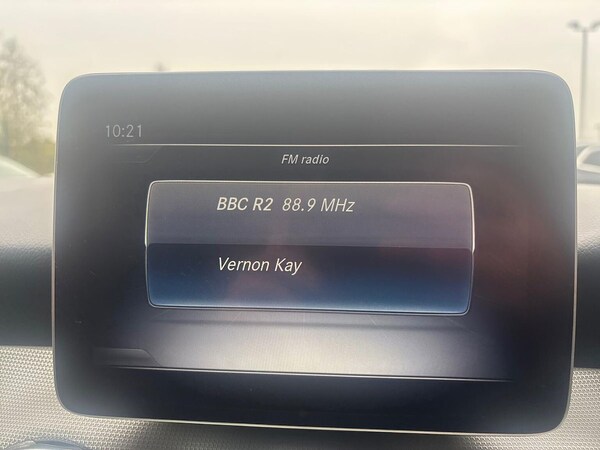 10:21
FM radio
BBC R2 88.9 MHz
Vernon Kay